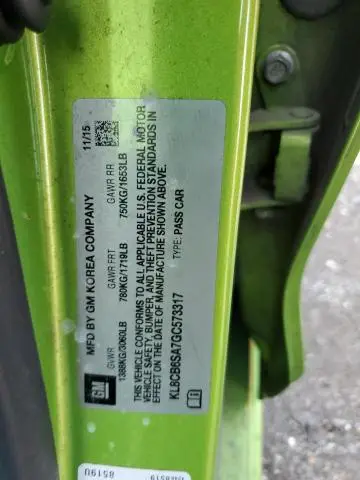 MFD BY GM KOREA COMPANY 11/15
GVWR GAWR FRT GAWR RR
1388KG/3060LB 780KG/1719LB 750KG/1653LB
THIS VEHICLE CONFORMS TO ALL APPLICABLE U.S. FEDERAL MOTOR
VEHICLE SAFETY, BUMPER, AND THEFT PREVENTION STANDARDS IN
EFFECT ON THE DATE OF MANUFACTURE SHOWN ABOVE.
TYPE: PASS CAR
KL8CB6SA7GC573317
GM
8519U